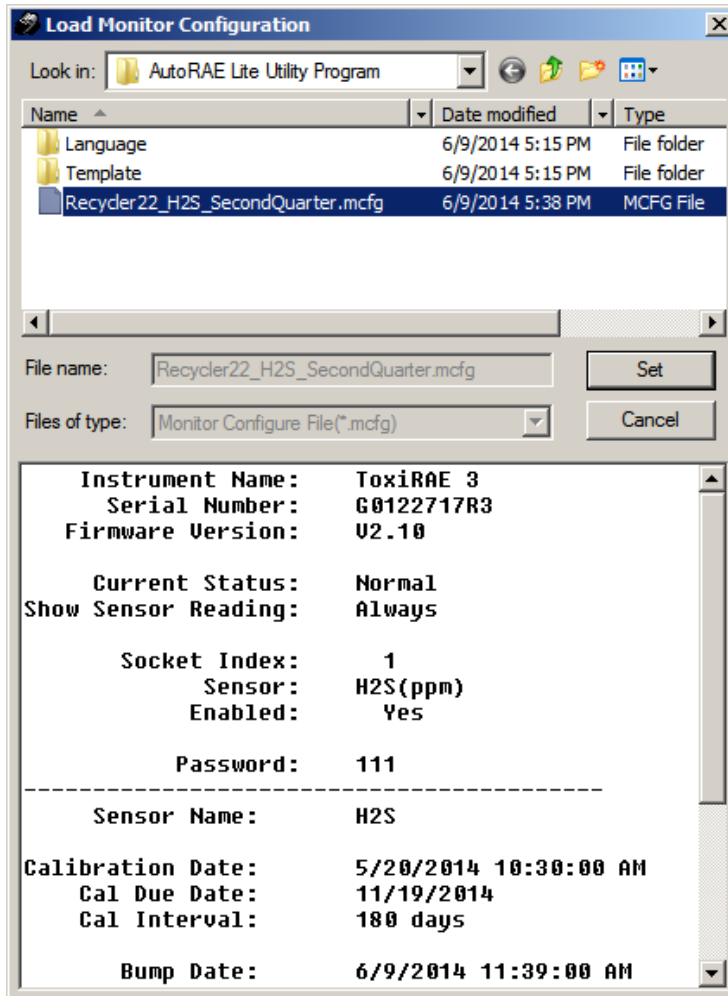 Load Monitor Configuration
Look in: AutoRAE Lite Utility Program
Name Date modified Type
Language 6/9/2014 5:15 PM File folder
Template 6/9/2014 5:15 PM File folder
Recycler22_H2S_SecondQuarter.mcfg 6/9/2014 5:38 PM MCFG File
File name: Recycler22_H2S_SecondQuarter.mcfg Set
Files of type: Monitor Configure File(*.mcfg) Cancel
Instrument Name: ToxiRAE 3
Serial Number: G0122717R3
Firmware Version: V2.10
Current Status: Normal
Show Sensor Reading: Always
Socket Index: 1
Sensor: H2S(ppm)
Enabled: Yes
Password: 111
------------------------------------------
Sensor Name: H2S
Calibration Date: 5/20/2014 10:30:00 AM
Cal Due Date: 11/19/2014
Cal Interval: 180 days
Bump Date: 6/9/2014 11:39:00 AM